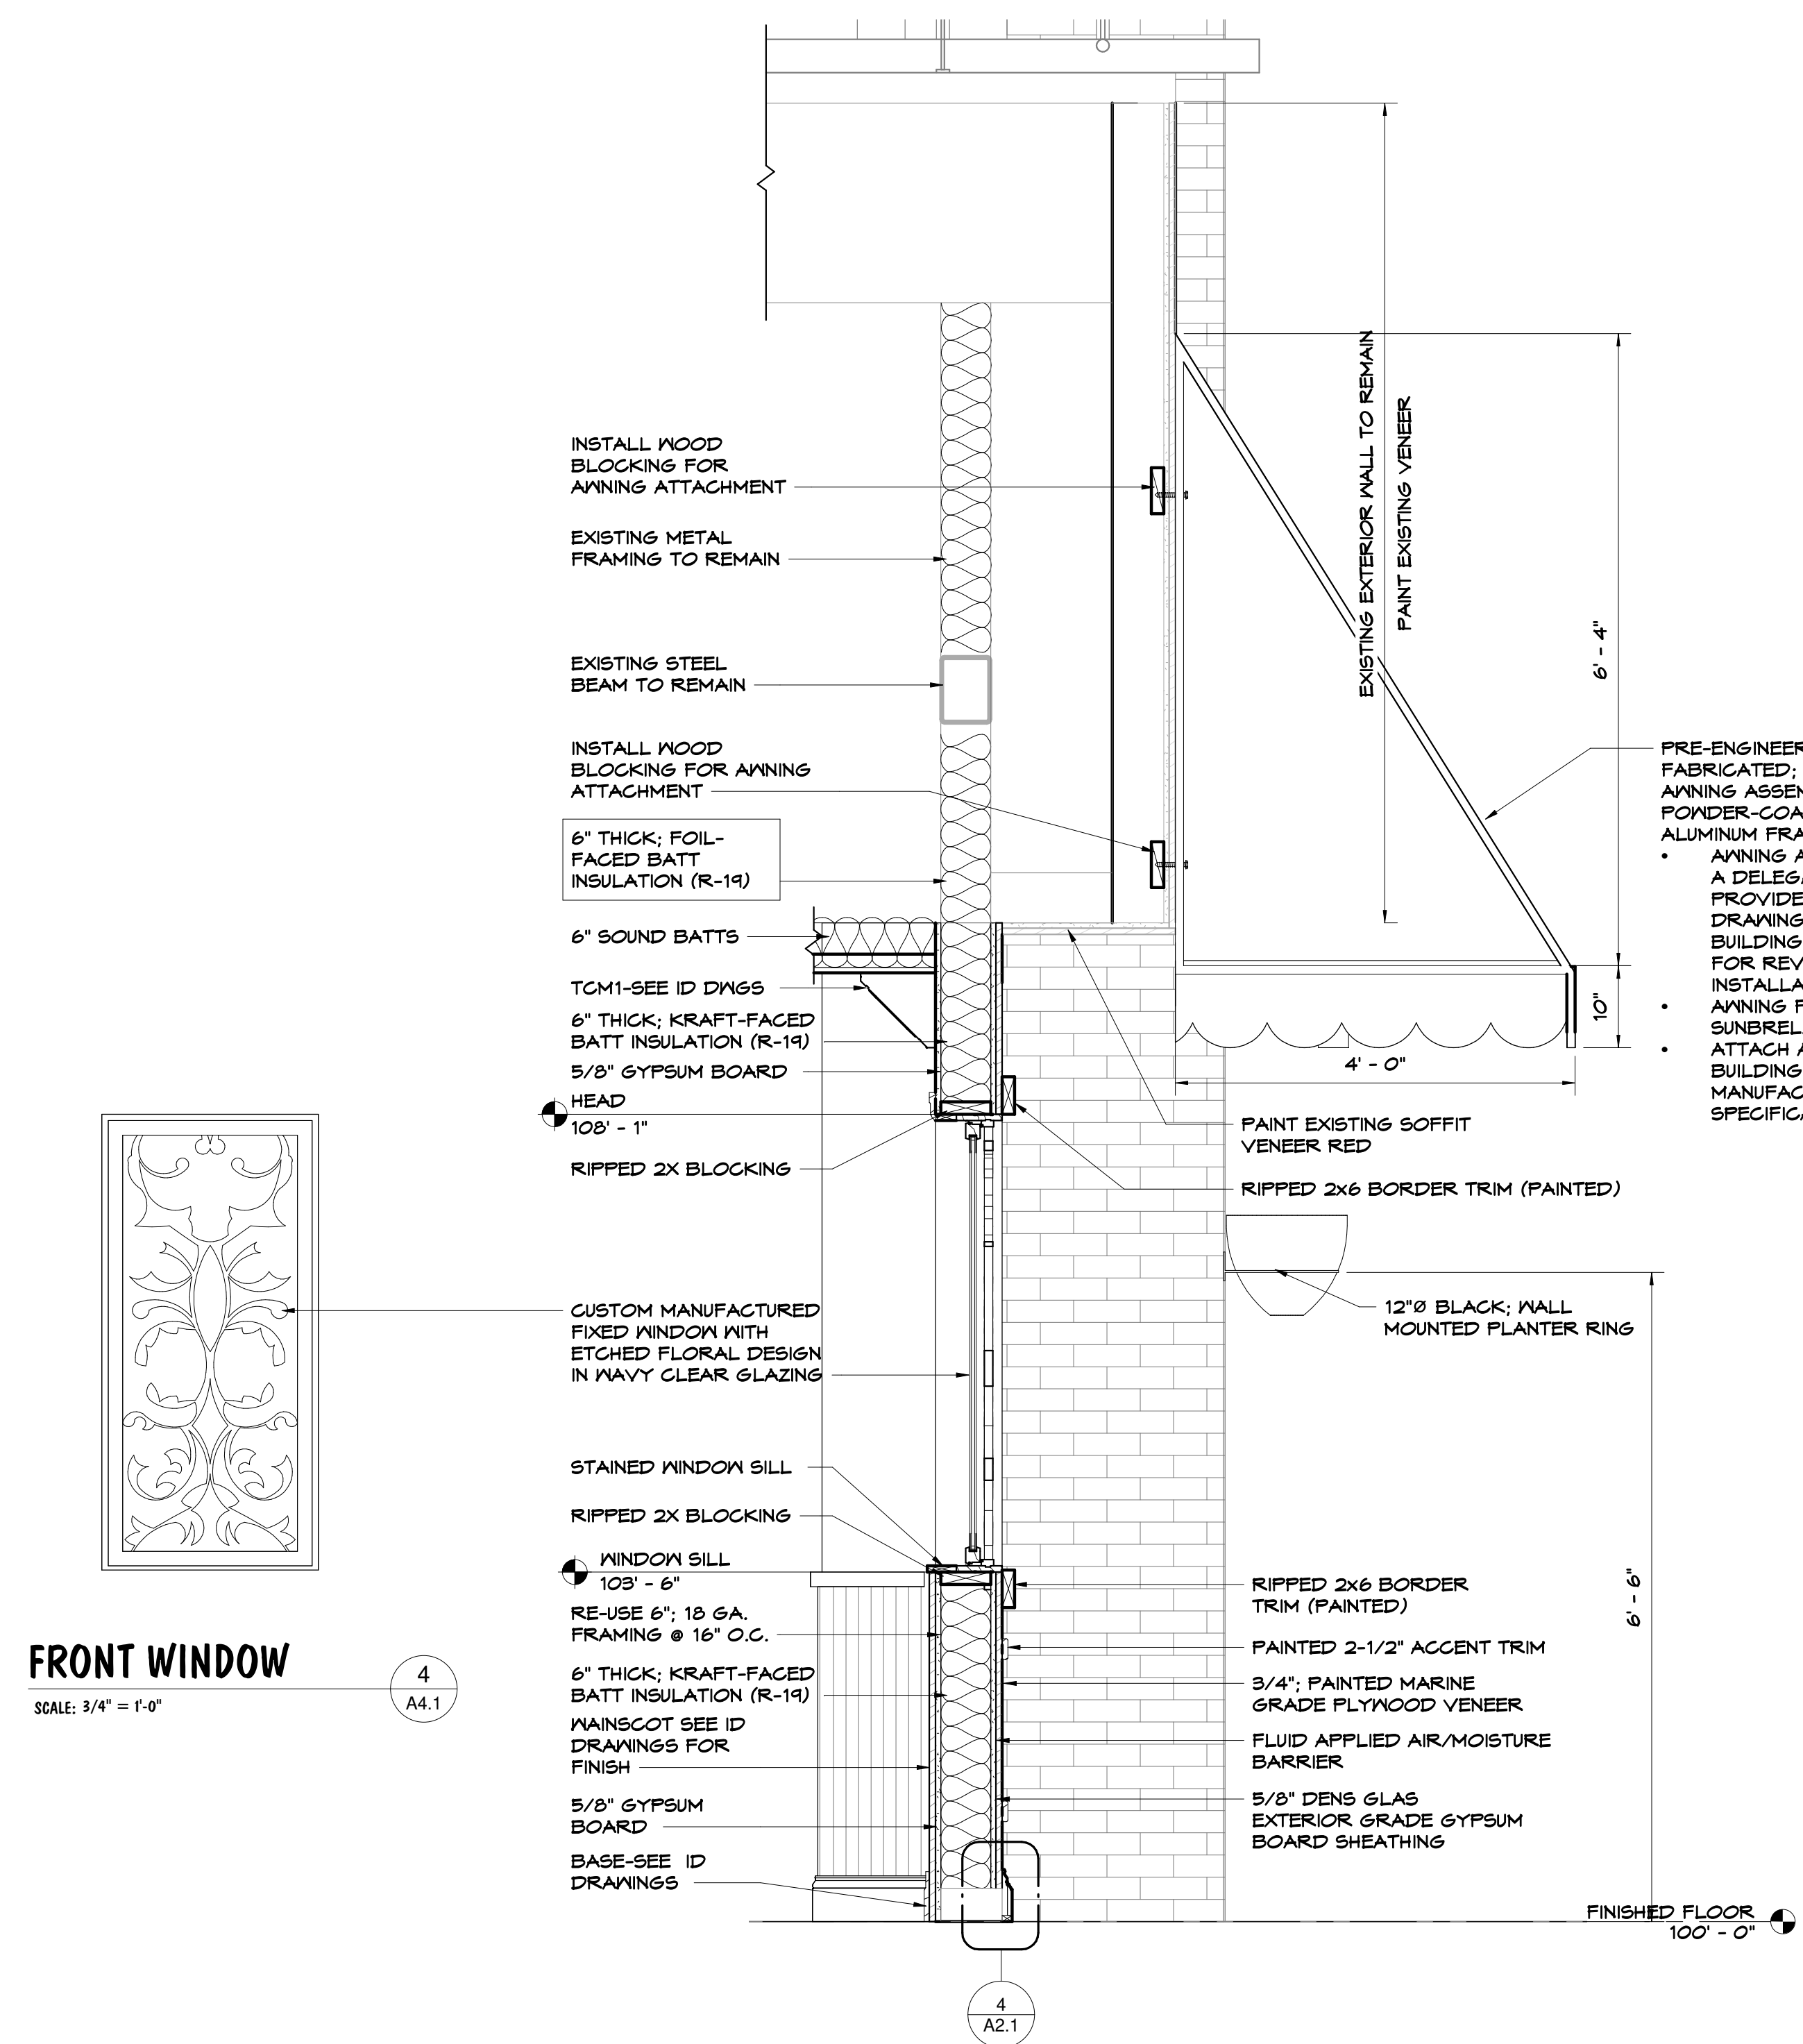 INSTALL WOOD
BLOCKING FOR
AWNING ATTACHMENT
EXISTING METAL
FRAMING TO REMAIN
EXISTING STEEL
BEAM TO REMAIN
INSTALL WOOD
BLOCKING FOR AWNING
ATTACHMENT
6" THICK; FOIL-
FACED BATT
INSULATION (R-19)
6" SOUND BATTS
TCM1-SEE ID DWGS
6" THICK; KRAFT-FACED
BATT INSULATION (R-19)
5/8" GYPSUM BOARD
HEAD
108' - 1"
RIPPED 2X BLOCKING
CUSTOM MANUFACTURED
FIXED WINDOW WITH
ETCHED FLORAL DESIGN
IN WAVY CLEAR GLAZING
STAINED WINDOW SILL
RIPPED 2X BLOCKING
WINDOW SILL
103' - 6"
RE-USE 6"; 18 GA.
FRAMING @ 16" O.C.
6" THICK; KRAFT-FACED
BATT INSULATION (R-19)
WAINSCOT SEE ID
DRAWINGS FOR
FINISH
5/8" GYPSUM
BOARD
BASE-SEE ID
DRAWINGS
FRONT WINDOW
SCALE: 3/4" = 1'-0"
4
A4.1
EXISTING EXTERIOR WALL TO REMAIN
PAINT EXISTING VENEER
6' - 4"
10"
4' - 0"
PRE-ENGINEER
FABRICATED;
AWNING ASSEN
POWDER-COA
ALUMINUM FRA
• AWNING A
A DELEGA
PROVIDE
DRAWING
BUILDING
FOR REV
INSTALLA
• AWNING F
SUNBREL
• ATTACH A
BUILDING
MANUFAC
SPECIFICA
PAINT EXISTING SOFFIT
VENEER RED
RIPPED 2x6 BORDER TRIM (PAINTED)
12"Ø BLACK; WALL
MOUNTED PLANTER RING
6' - 6"
RIPPED 2x6 BORDER
TRIM (PAINTED)
PAINTED 2-1/2" ACCENT TRIM
3/4"; PAINTED MARINE
GRADE PLYWOOD VENEER
FLUID APPLIED AIR/MOISTURE
BARRIER
5/8" DENS GLAS
EXTERIOR GRADE GYPSUM
BOARD SHEATHING
FINISHED FLOOR
100' - 0"
4
A2.1